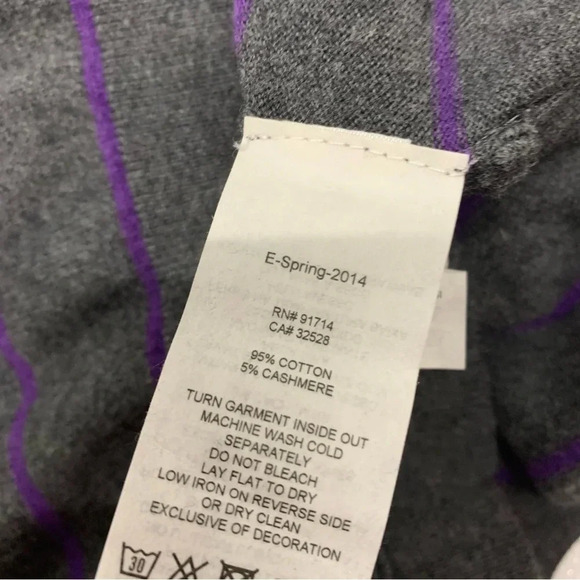 E-Spring-2014
RN# 91714
CA# 32528
95% COTTON
5% CASHMERE
TURN GARMENT INSIDE OUT
MACHINE WASH COLD
SEPARATELY
DO NOT BLEACH
LAY FLAT TO DRY
LOW IRON ON REVERSE SIDE
OR DRY CLEAN
EXCLUSIVE OF DECORATION
30